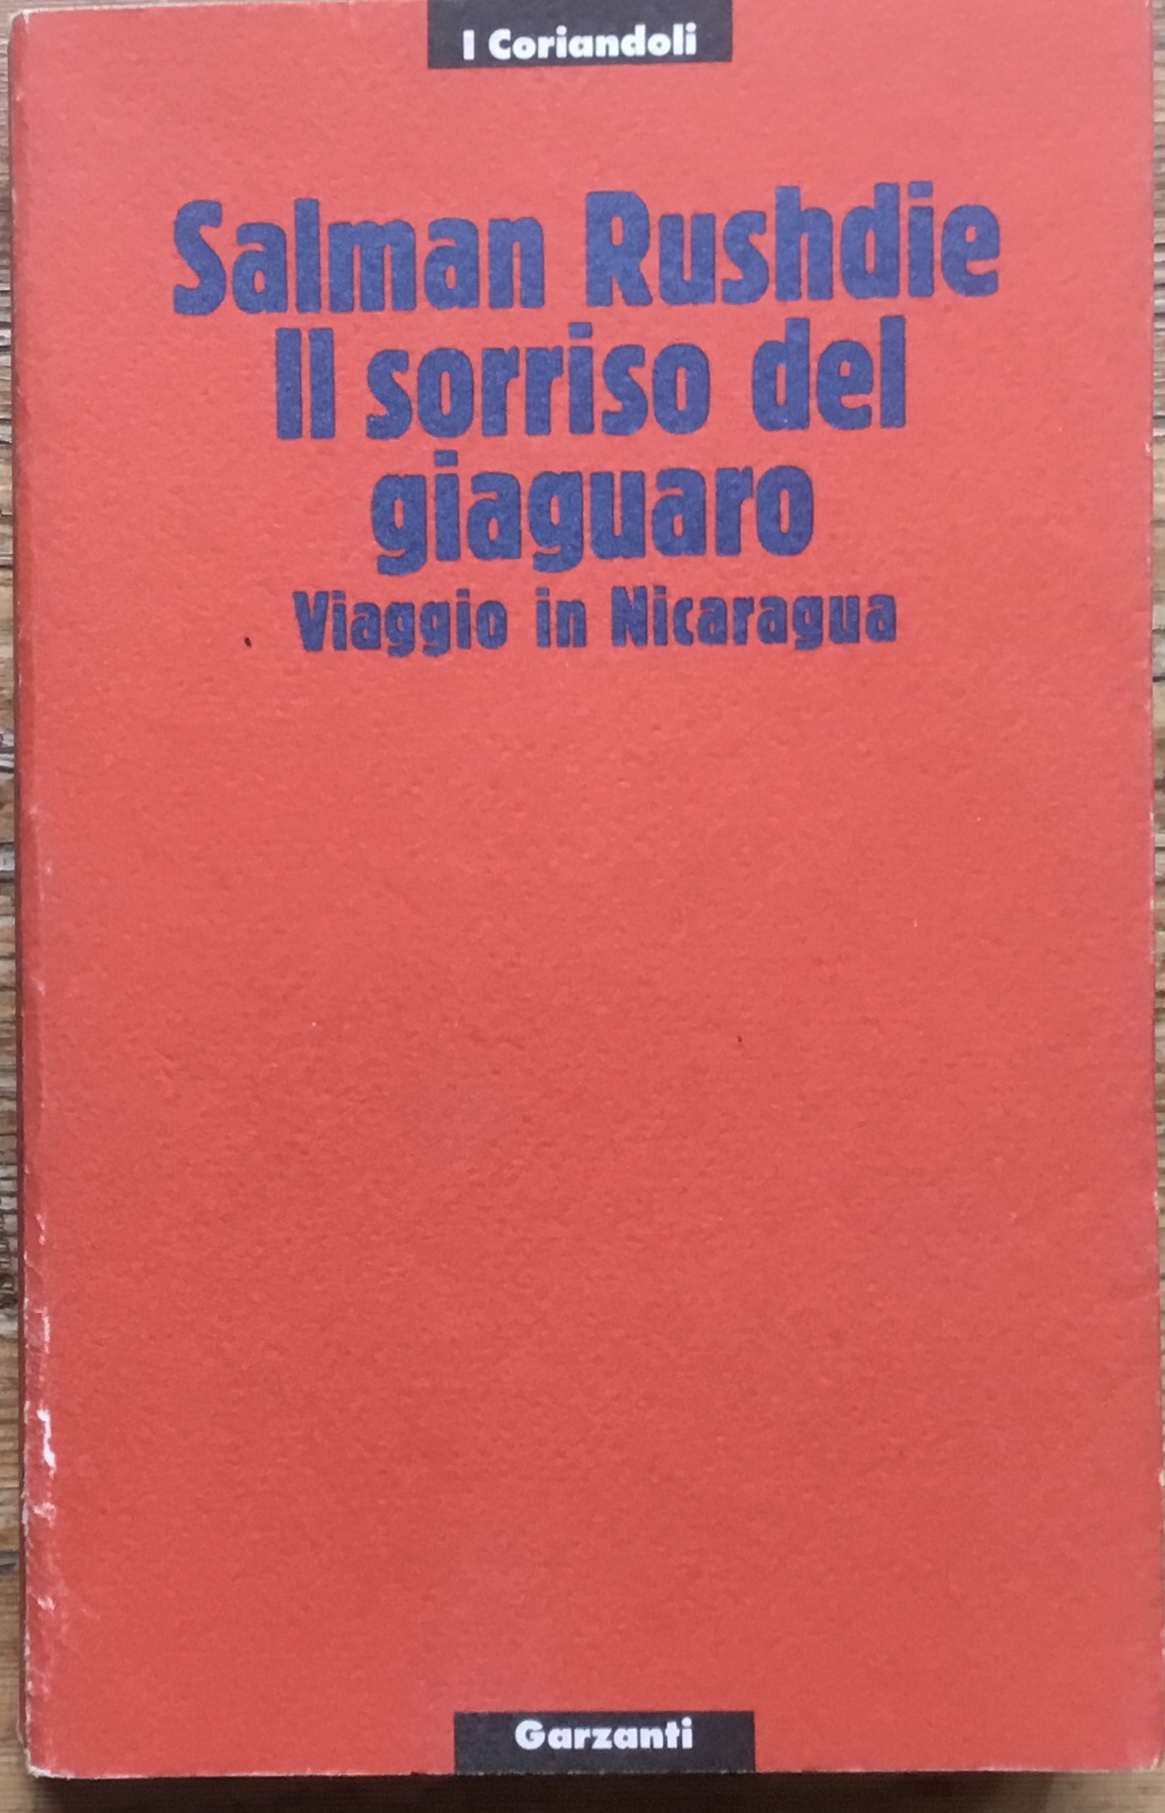 I Coriandoli
Salman Rushdie
Il sorriso del
giaguaro
Viaggio in Nicaragua
Garzanti